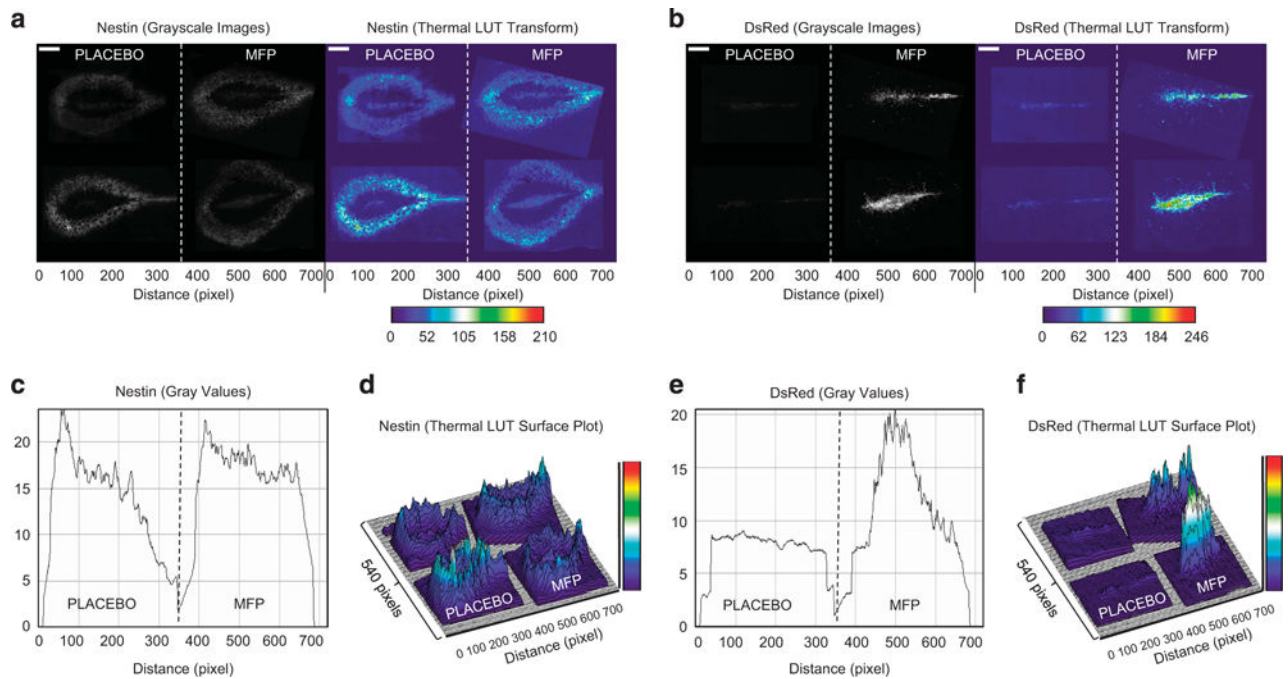 a
Nestin (Grayscale Images) Nestin (Thermal LUT Transform)
PLACEBO MFP PLACEBO MFP
0 100 200 300 400 500 600 700 0 100 200 300 400 500 600 700
Distance (pixel) Distance (pixel)
0 52 105 158 210
b
DsRed (Grayscale Images) DsRed (Thermal LUT Transform)
PLACEBO MFP PLACEBO MFP
0 100 200 300 400 500 600 700 0 100 200 300 400 500 600 700
Distance (pixel) Distance (pixel)
0 62 123 184 246
c
Nestin (Gray Values)
20
15
10
5
0
PLACEBO MFP
0 100 200 300 400 500 600 700
Distance (pixel)
d
Nestin (Thermal LUT Surface Plot)
540 pixels
PLACEBO MFP
0 100 200 300 400 500 600 700
Distance (pixel)
e
DsRed (Gray Values)
20
15
10
5
0
PLACEBO MFP
0 100 200 300 400 500 600 700
Distance (pixel)
f
DsRed (Thermal LUT Surface Plot)
540 pixels
PLACEBO MFP
0 100 200 300 400 500 600 700
Distance (pixel)